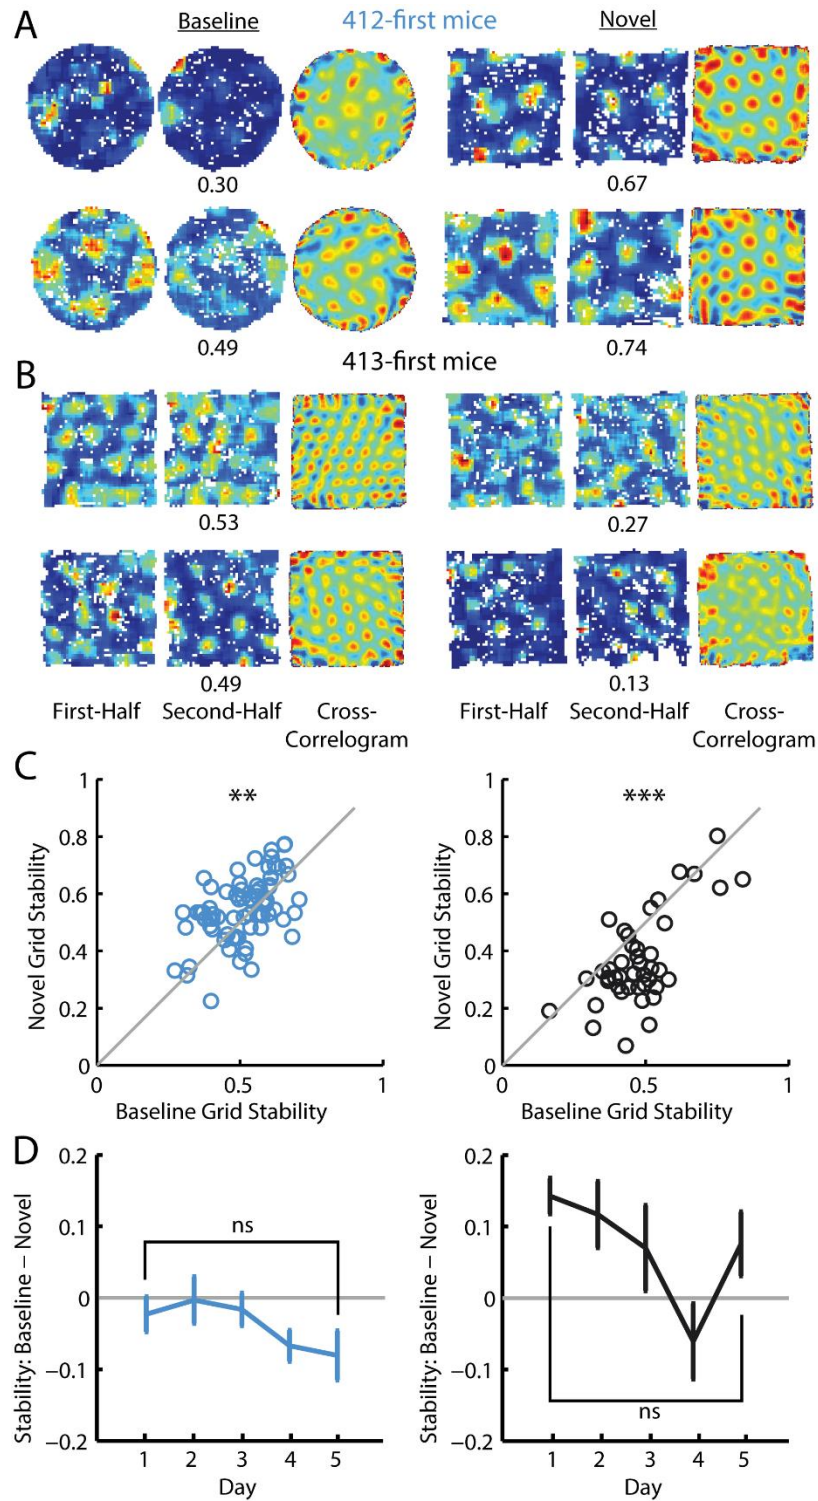 A
Baseline
412-first mice
Novel
0.30
0.67
0.49
0.74
B
413-first mice
0.53
0.27
0.49
0.13
First-Half
Second-Half
Cross-
Correlogram
First-Half
Second-Half
Cross-
Correlogram
C
**
Novel Grid Stability
1
0.8
0.6
0.4
0.2
0
0
0.5
1
Baseline Grid Stability
***
Novel Grid Stability
1
0.8
0.6
0.4
0.2
0
0
0.5
1
Baseline Grid Stability
D
Stability: Baseline – Novel
0.2
0.1
0
−0.1
−0.2
ns
1 2 3 4 5
Day
Stability: Baseline – Novel
0.2
0.1
0
−0.1
−0.2
ns
1 2 3 4 5
Day